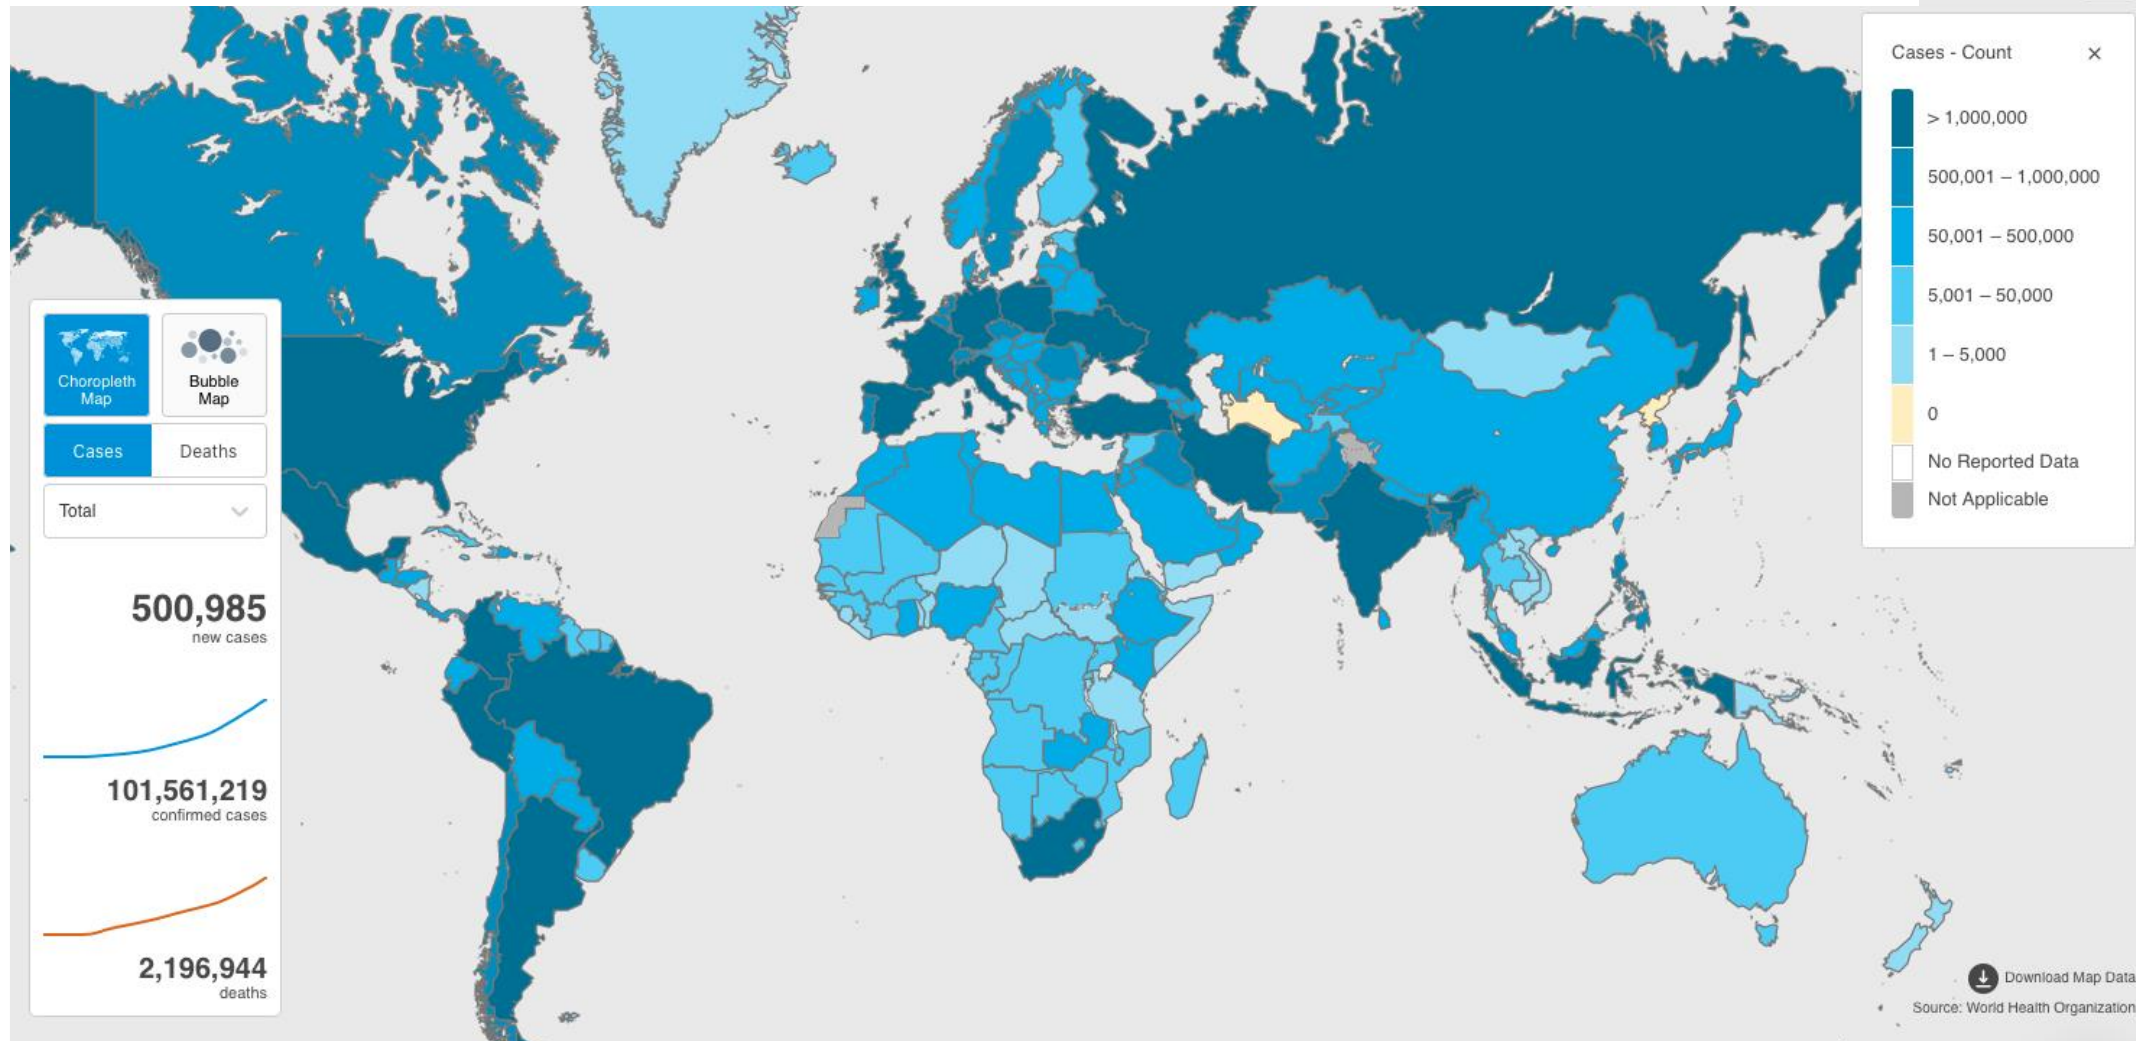 Cases - Count
> 1,000,000
500,001 – 1,000,000
50,001 – 500,000
5,001 – 50,000
1 – 5,000
0
No Reported Data
Not Applicable
Choropleth
Map
Bubble
Map
Cases
Deaths
Total
500,985
new cases
101,561,219
confirmed cases
2,196,944
deaths
Download Map Data
Source: World Health Organization